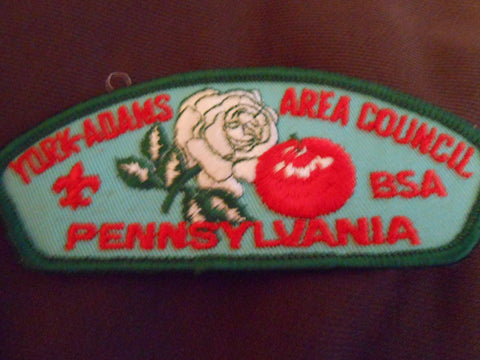 YORK-ADAMS AREA COUNCIL
BSA
PENNSYLVANIA